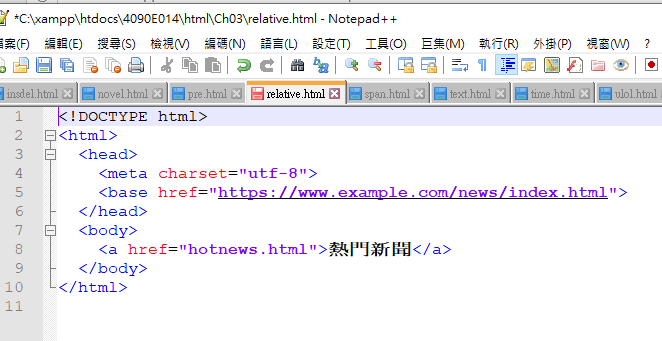 *C:\xampp\htdocs\4090E014\html\Ch03\relative.html - Notepad++
檔案(F) 編輯(E) 搜尋(S) 檢視(V) 編碼(N) 語言(L) 設定(T) 工具(O) 巨集(M) 執行(R) 外掛(P) 視窗(W) ?
insdel.html novel.html pre.html relative.html span.html text.html time.html ulol.html
1 <!DOCTYPE html>
2 <html>
3 <head>
4 <meta charset="utf-8">
5 <base href="https://www.example.com/news/index.html">
6 </head>
7 <body>
8 <a href="hotnews.html">熱門新聞</a>
9 </body>
10 </html>
11